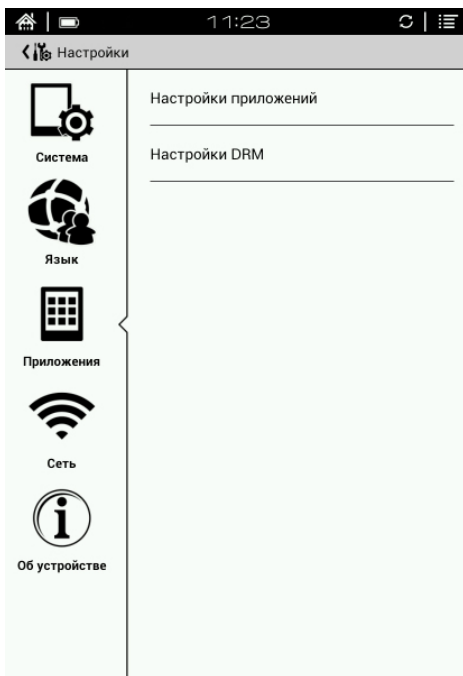 11:23
Настройки
Система
Язык
Приложения
Сеть
Об устройстве
Настройки приложений
Настройки DRM